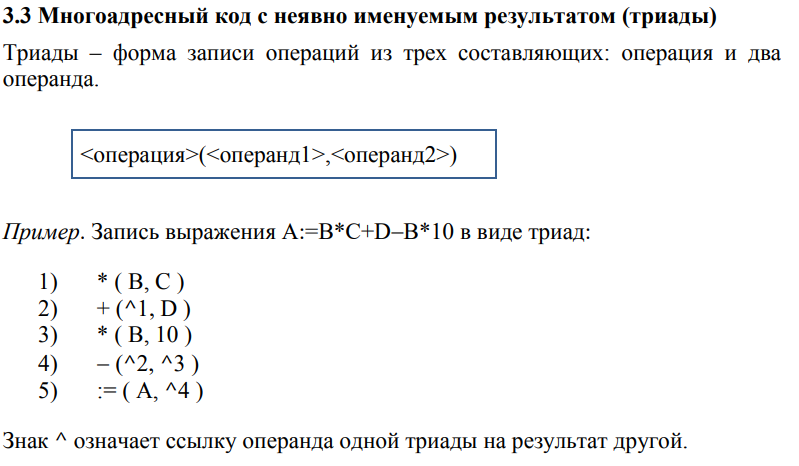 3.3 Многоадресный код с неявно именуемым результатом (триады)
Триады – форма записи операций из трех составляющих: операция и два
операнда.
<операция>(<операнд1>,<операнд2>)
Пример. Запись выражения A:=B*C+D–B*10 в виде триад:
1) * ( B, C )
2) + (^1, D )
3) * ( B, 10 )
4) – (^2, ^3 )
5) := ( A, ^4 )
Знак ^ означает ссылку операнда одной триады на результат другой.